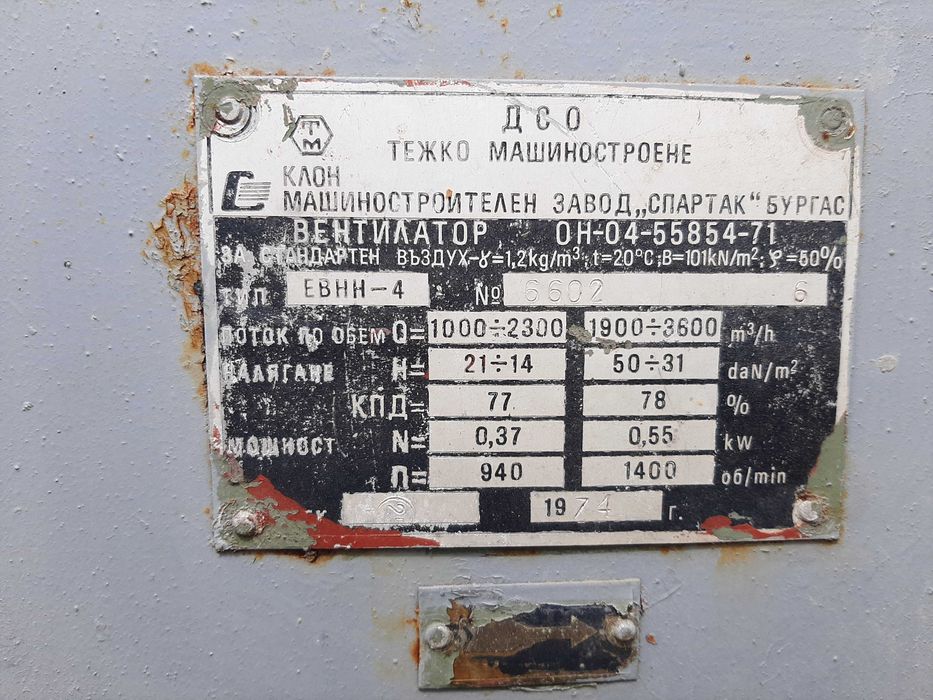 ДСО
ТМ
ТЕЖКО МАШИНОСТРОЕНЕ
КЛОН
МАШИНОСТРОИТЕЛЕН ЗАВОД „СПАРТАК" БУРГАС
ВЕНТИЛАТОР ОН-04-55854-71
ЗА СТАНДАРТЕН ВЪЗДУХ-γ=1,2kg/m³; t=20°C; B=101kN/m²; φ=50%
ТИП ЕВНН-4 № 6602 6
ПОТОК ПО ОБЕМ Q= 1000÷2300 1900÷3600 m³/h
НАЛЯГАНЕ H= 21÷14 50÷31 daN/m²
КПД= 77 78 %
МОЩНОСТ N= 0,37 0,55 kW
П= 940 1400 об/min
1974 г.